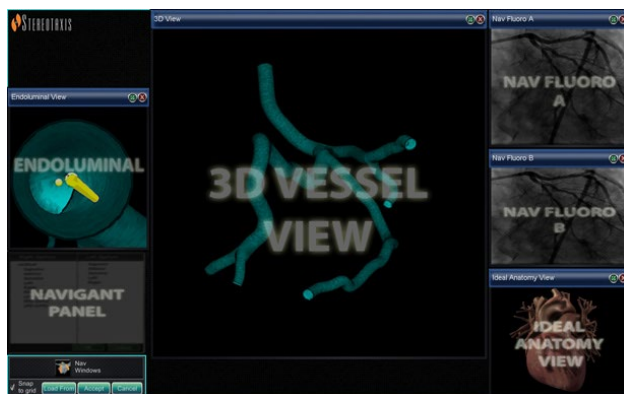 STEREOTAXIS
3D View
Nav Fluoro A
NAV FLUORO
A
Endoluminal View
ENDOLUMINAL
3D VESSEL
VIEW
Nav Fluoro B
NAV FLUORO
B
NAVIGANT
PANEL
Ideal Anatomy View
IDEAL
ANATOMY
VIEW
Nav
Windows
Snap
to grid
Load From
Accept
Cancel